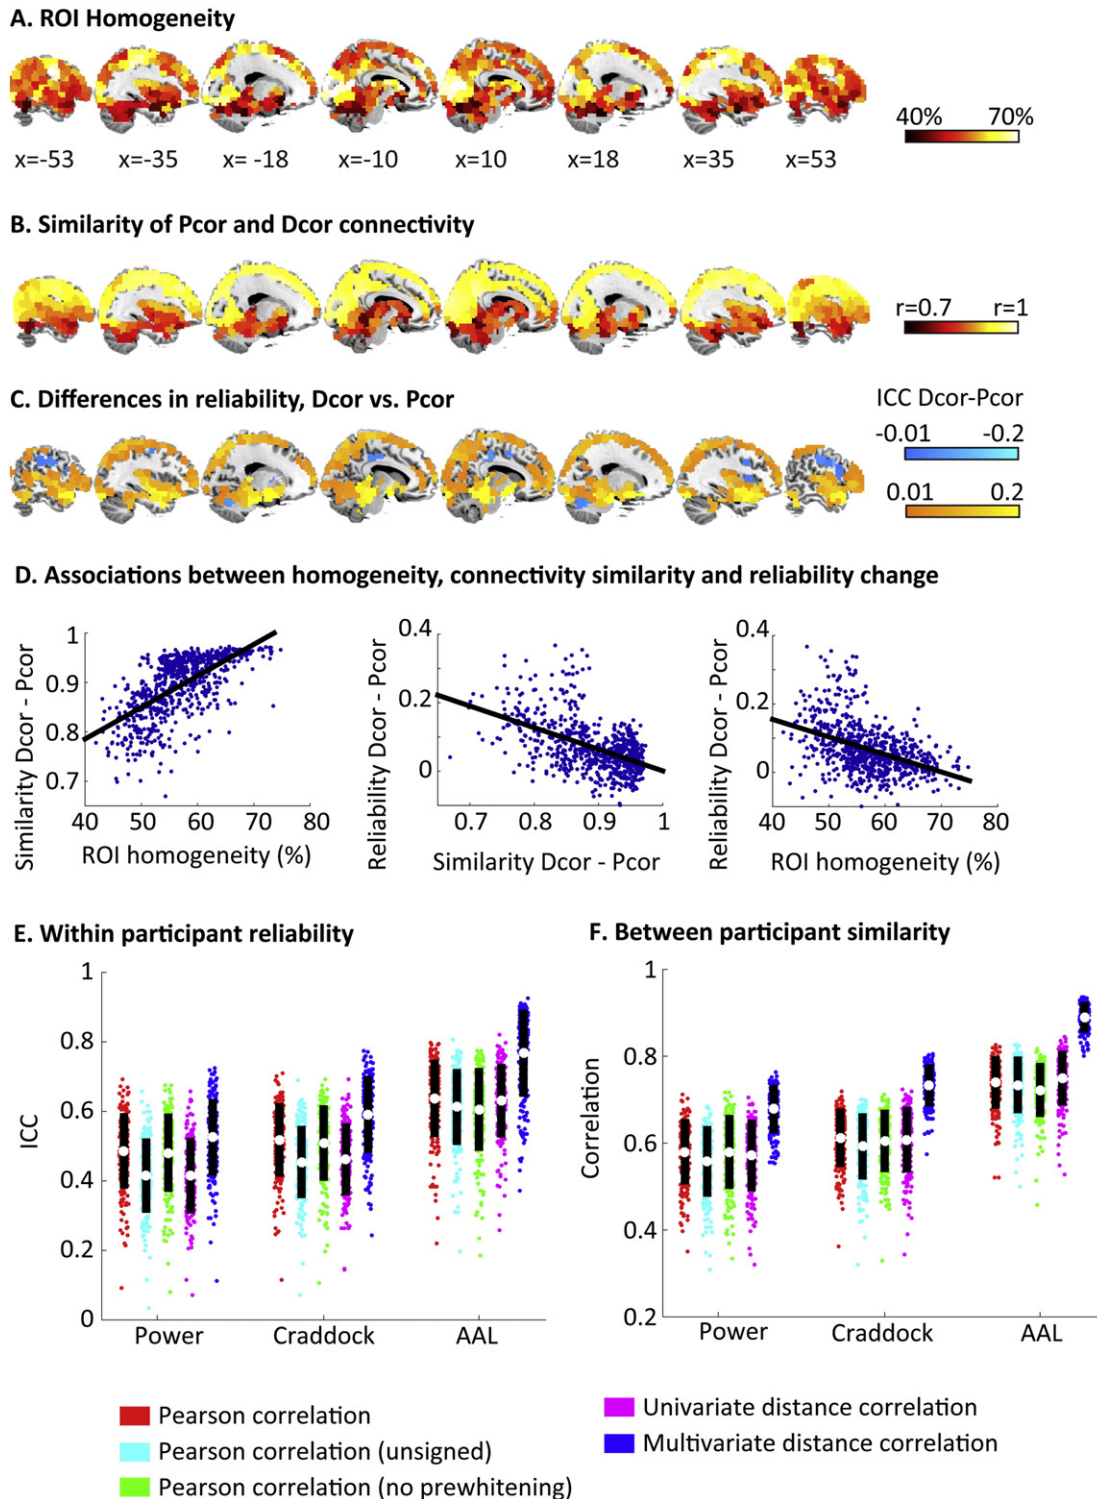 A. ROI Homogeneity
40% 70%
x=-53 x=-35 x= -18 x=-10 x=10 x=18 x=35 x=53
B. Similarity of Pcor and Dcor connectivity
r=0.7 r=1
C. Differences in reliability, Dcor vs. Pcor
ICC Dcor-Pcor
-0.01 -0.2
0.01 0.2
D. Associations between homogeneity, connectivity similarity and reliability change
Similarity Dcor - Pcor
1
0.9
0.8
0.7
40 50 60 70 80
ROI homogeneity (%)
Reliability Dcor - Pcor
0.4
0.2
0
0.7 0.8 0.9 1
Similarity Dcor - Pcor
Reliability Dcor - Pcor
0.4
0.2
0
40 50 60 70 80
ROI homogeneity (%)
E. Within participant reliability
ICC
1
0.8
0.6
0.4
0.2
0
Power Craddock AAL
F. Between participant similarity
Correlation
1
0.8
0.6
0.4
0.2
Power Craddock AAL
Pearson correlation
Pearson correlation (unsigned)
Pearson correlation (no prewhitening)
Univariate distance correlation
Multivariate distance correlation